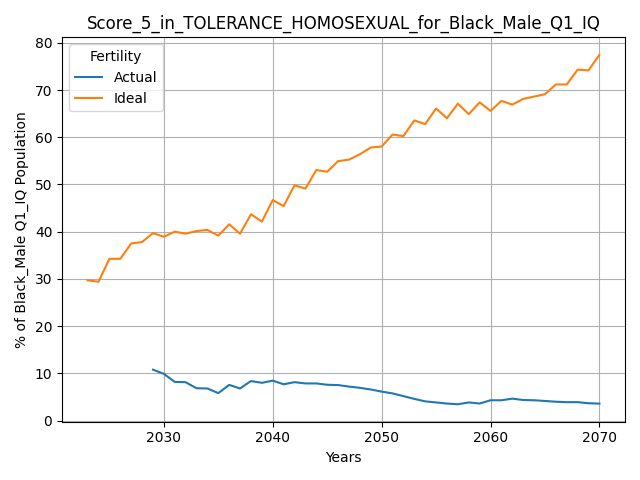 Score_5_in_TOLERANCE_HOMOSEXUAL_for_Black_Male_Q1_IQ
Fertility
Actual
Ideal
% of Black_Male Q1_IQ Population
80
70
60
50
40
30
20
10
0
2030 2040 2050 2060 2070
Years